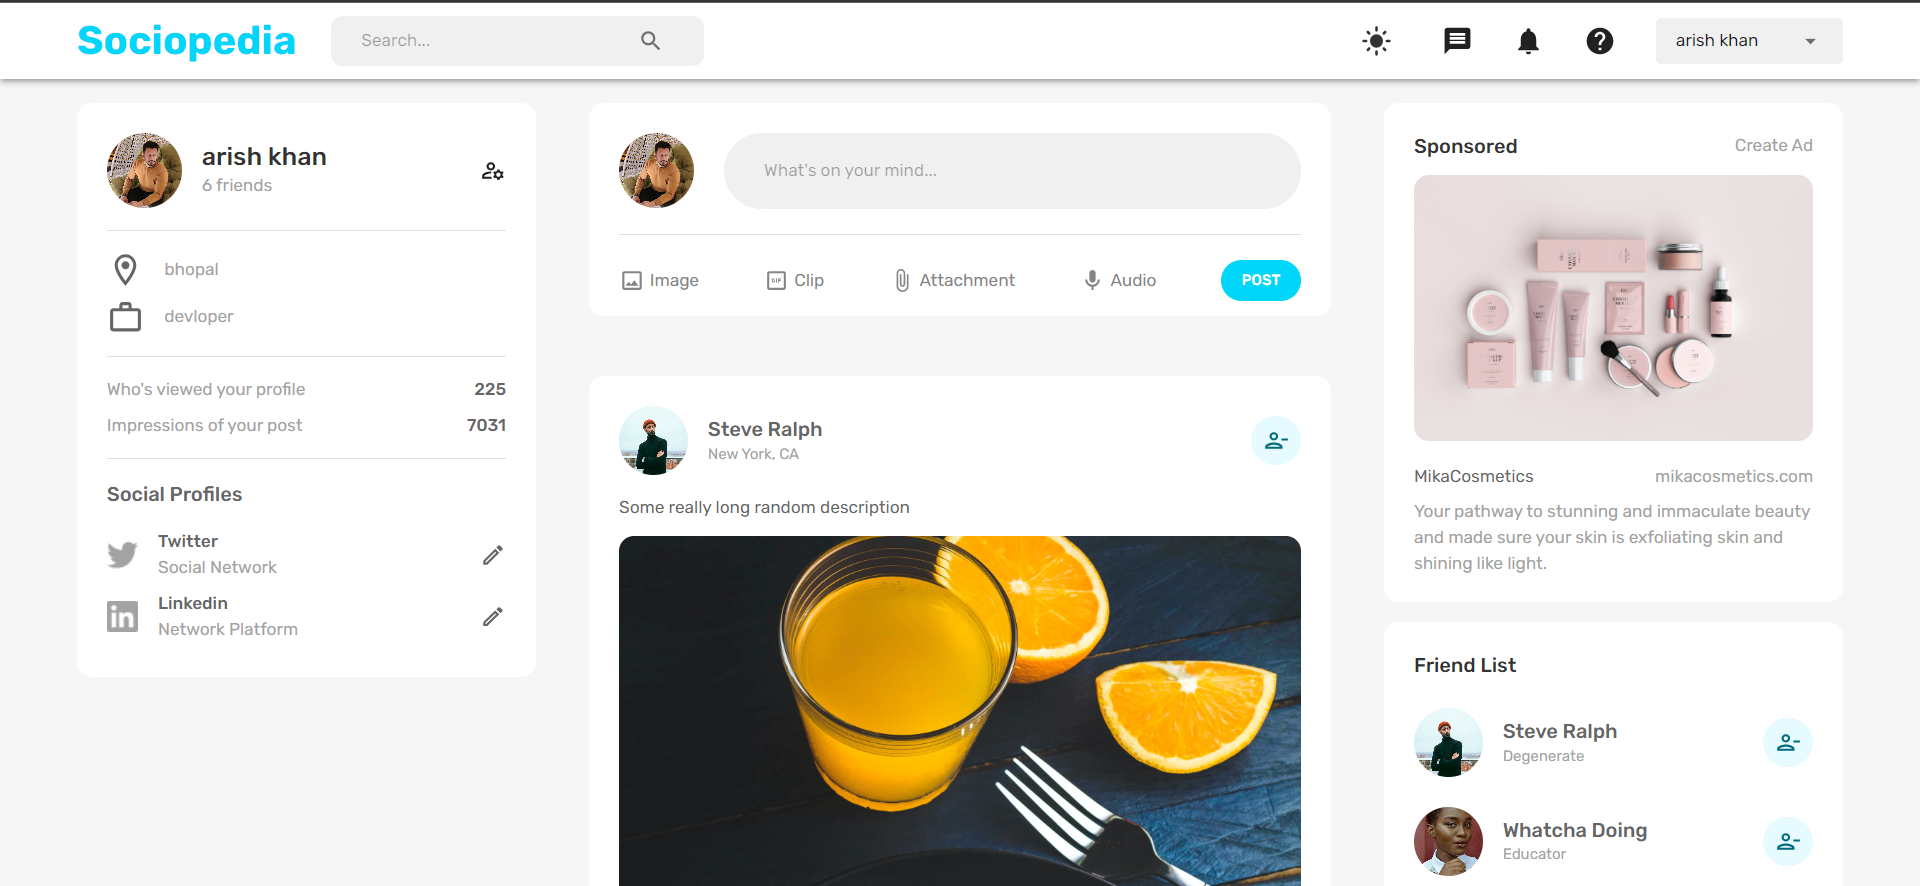 Sociopedia
Search...
arish khan
arish khan
6 friends
bhopal
devloper
Who's viewed your profile 225
Impressions of your post 7031
Social Profiles
Twitter
Social Network
Linkedin
Network Platform
What's on your mind...
Image Clip Attachment Audio POST
Steve Ralph
New York, CA
Some really long random description
Sponsored Create Ad
MikaCosmetics mikacosmetics.com
Your pathway to stunning and immaculate beauty
and made sure your skin is exfoliating skin and
shining like light.
Friend List
Steve Ralph
Degenerate
Whatcha Doing
Educator